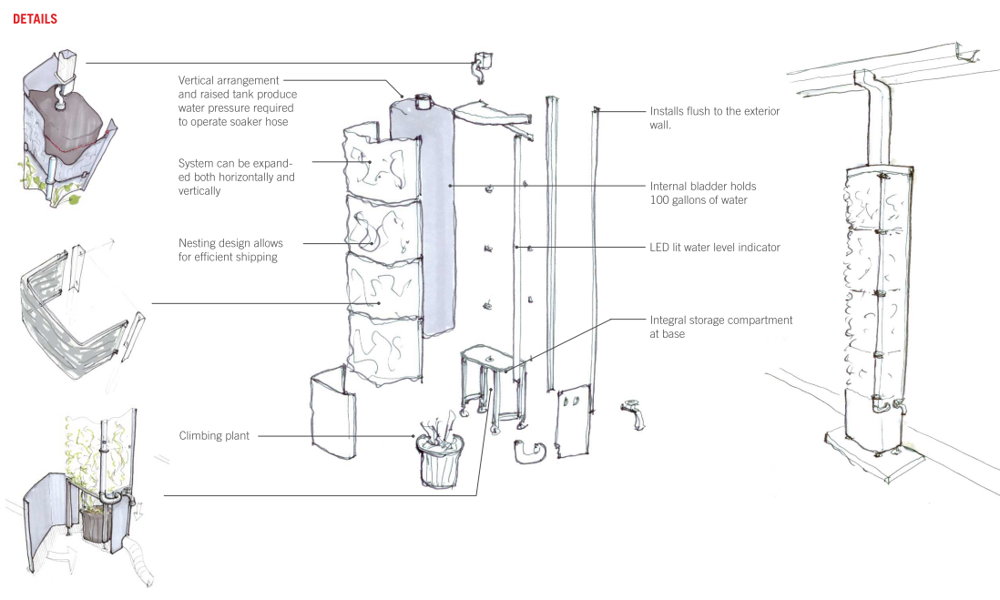 DETAILS
Vertical arrangement
and raised tank produce
water pressure required
to operate soaker hose
System can be expand-
ed both horizontally and
vertically
Nesting design allows
for efficient shipping
Climbing plant
Installs flush to the exterior
wall.
Internal bladder holds
100 gallons of water
LED lit water level indicator
Integral storage compartment
at base